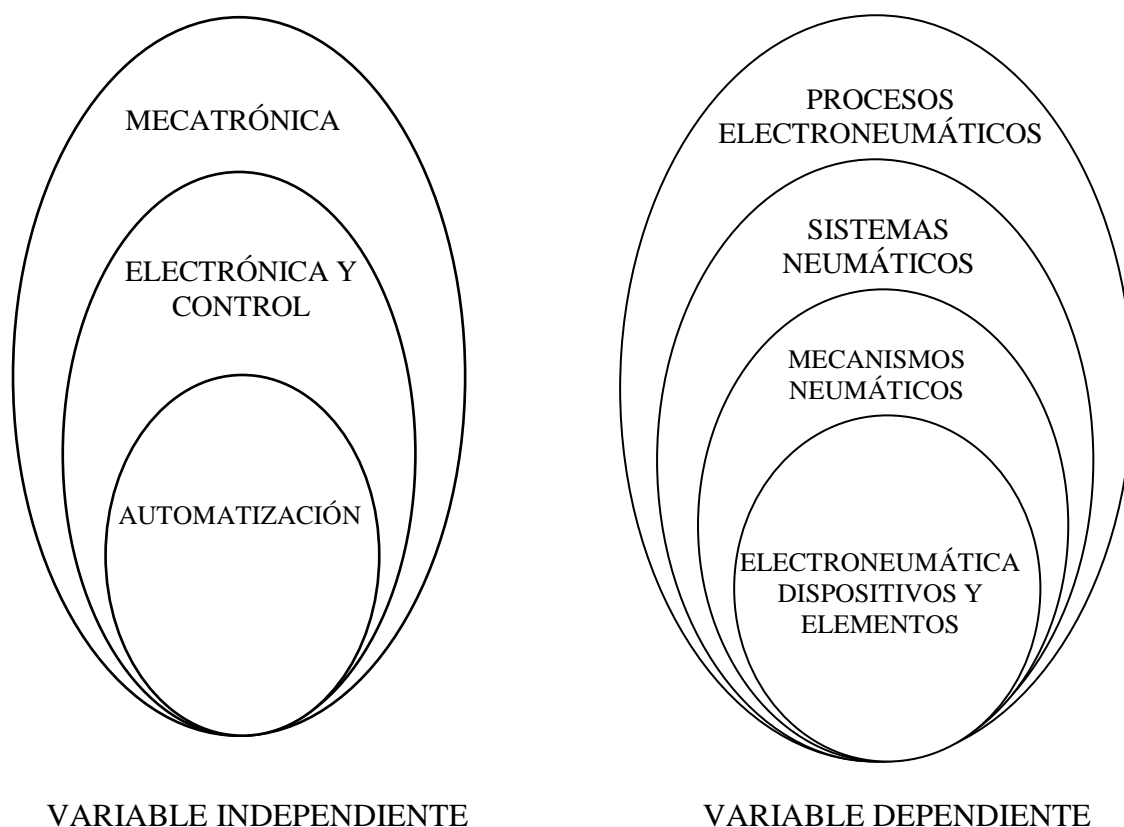 MECATRÓNICA
ELECTRÓNICA Y
CONTROL
AUTOMATIZACIÓN
VARIABLE INDEPENDIENTE
PROCESOS
ELECTRONEUMÁTICOS
SISTEMAS
NEUMÁTICOS
MECANISMOS
NEUMÁTICOS
ELECTRONEUMÁTICA
DISPOSITIVOS Y
ELEMENTOS
VARIABLE DEPENDIENTE